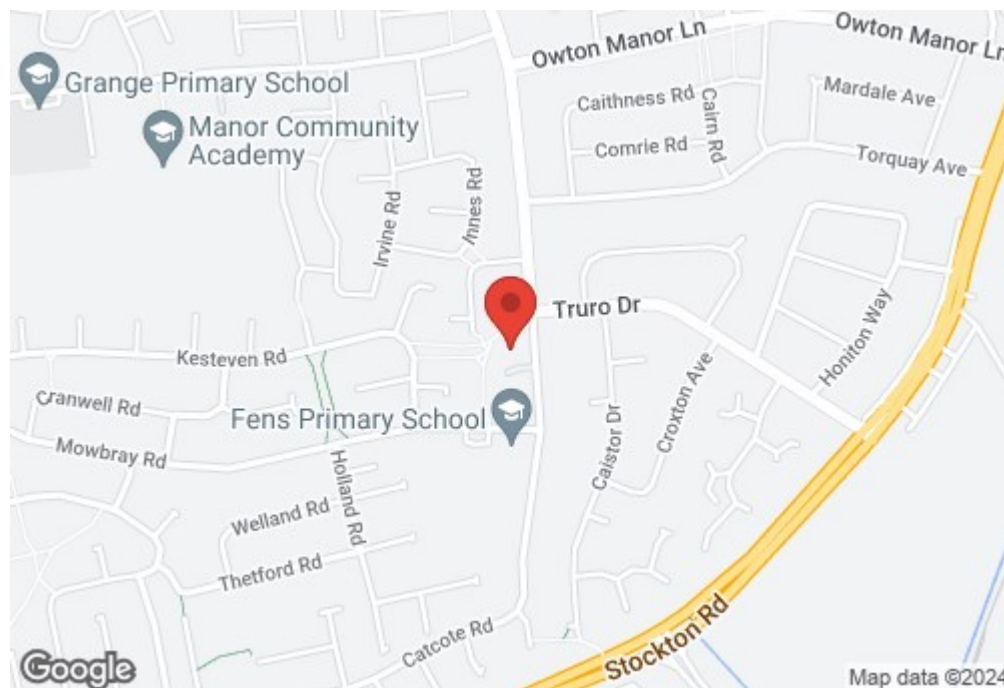 Owton Manor Ln
Owton Manor Ln
Grange Primary School
Manor Community
Academy
Caithness Rd
Cairn Rd
Mardale Ave
Comrie Rd
Torquay Ave
Irvine Rd
Innes Rd
Truro Dr
Kesteven Rd
Honiton Way
Cranwell Rd
Fens Primary School
Croxton Ave
Caistor Dr
Mowbray Rd
Holland Rd
Welland Rd
Thetford Rd
Catcote Rd
Stockton Rd
Google
Map data ©2024